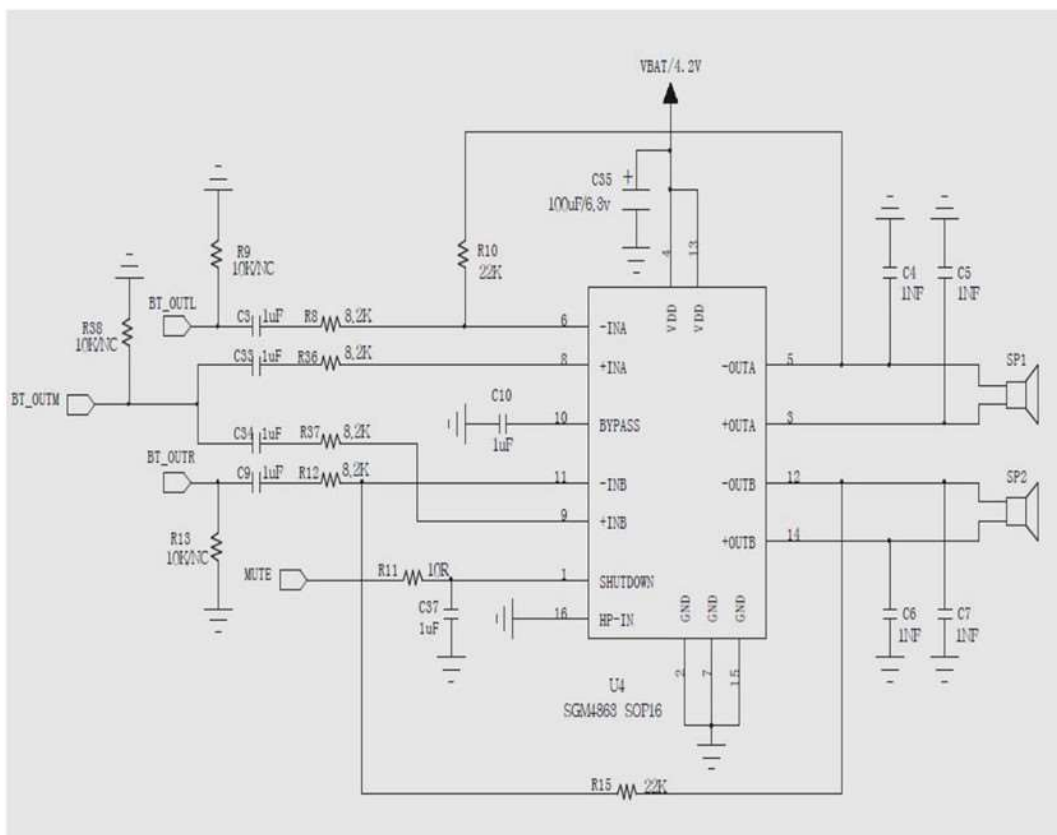 VBAT/4.2V
C35
+
100uF/6.3v
R9
10K/NC
R10
22K
4
13
C4
1NF
C5
1NF
BT_OUTL
R38
10K/NC
C3
1uF
R8
8.2K
6
-INA
VDD
VDD
C33
1uF
R36
8.2K
8
+INA
-OUTA
5
SP1
BT_OUTM
C10
1uF
10
BYPASS
+OUTA
3
C34
1uF
R37
8.2K
BT_OUTR
C9
1uF
R12
8.2K
11
-INB
-OUTB
12
SP2
9
+INB
+OUTB
14
R13
10K/NC
MUTE
R11
10R
1
SHUTDOWN
C37
1uF
16
HP-IN
GND
GND
GND
C6
1NF
C7
1NF
2
7
15
U4
SGM4863 SOP16
R15
22K